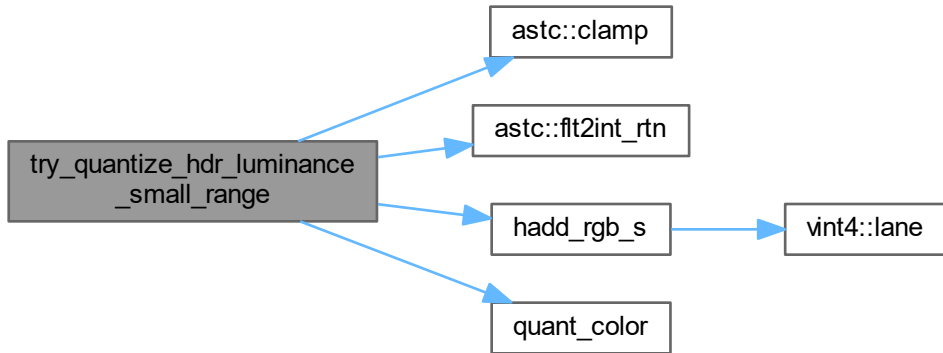 astc::clamp
astc::flt2int_rtn
try_quantize_hdr_luminance
_small_range
hadd_rgb_s
vint4::lane
quant_color